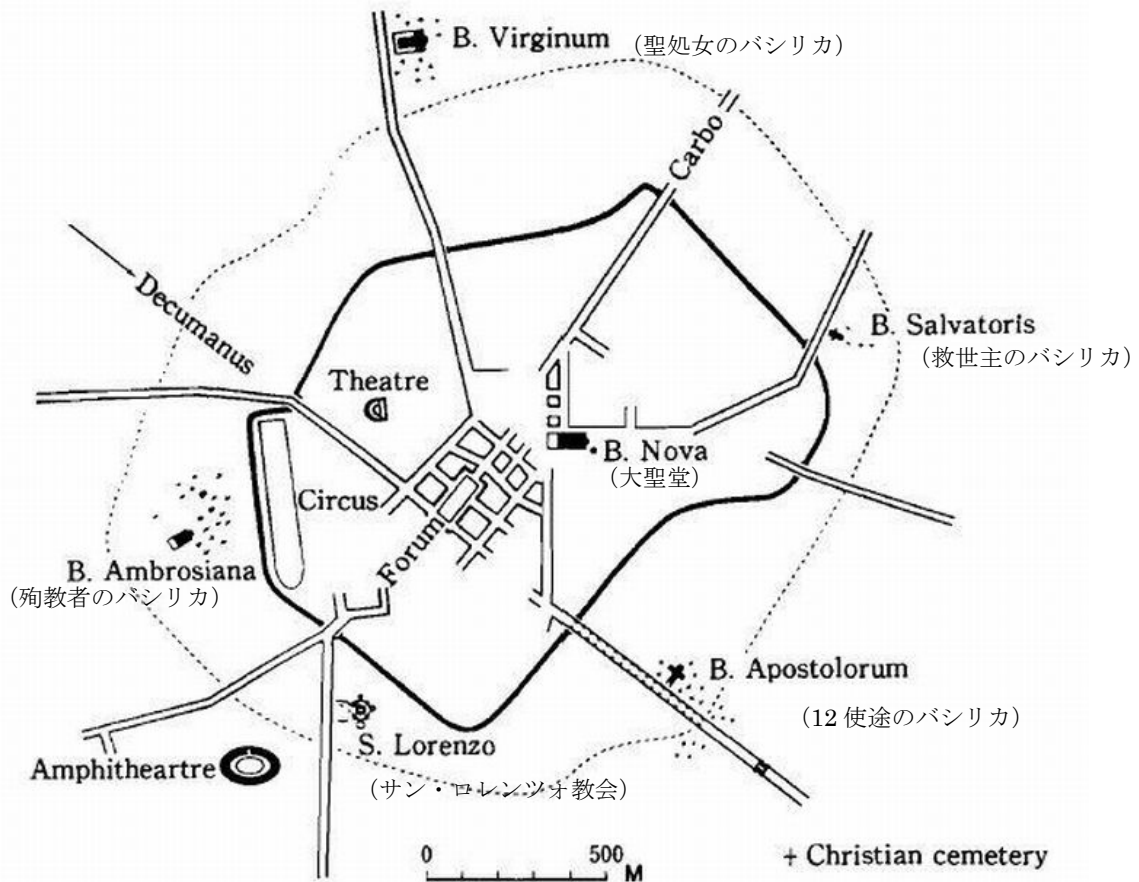 B. Virginum (聖処女のバシリカ)
Carbo
Decumanus
B. Salvatoris
(救世主のバシリカ)
Theatre
B. Nova
(大聖堂)
Circus
Forum
B. Ambrosiana
(殉教者のバシリカ)
B. Apostolorum
(12 使途のバシリカ)
S. Lorenzo
(サン・ロレンツォ教会)
Amphitheartre
0 500
M
+ Christian cemetery